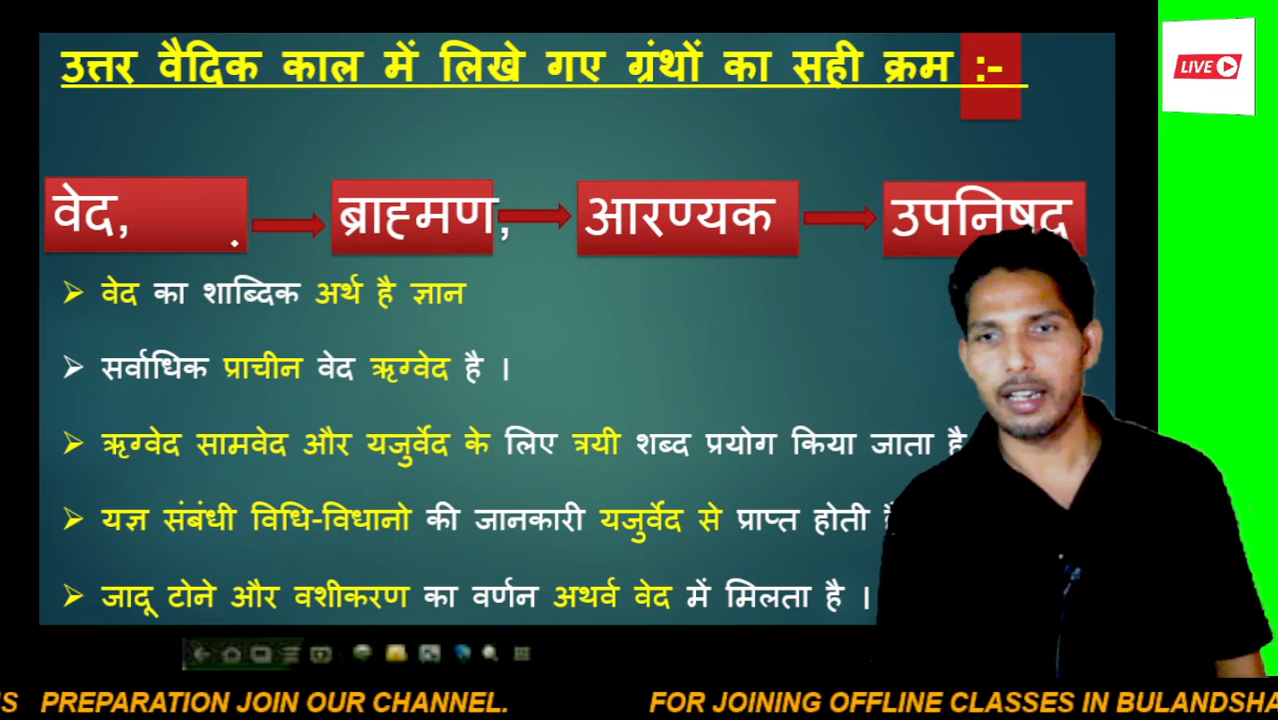 उत्तर वैदिक काल में लिखे गए ग्रंथों का सही क्रम :-
LIVE
वेद, . ब्राह्मण, आरण्यक उपनिषद
वेद का शाब्दिक अर्थ है ज्ञान
सर्वाधिक प्राचीन वेद ऋग्वेद है ।
ऋग्वेद सामवेद और यजुर्वेद के लिए त्रयी शब्द प्रयोग किया जाता है
यज्ञ संबंधी विधि-विधानो की जानकारी यजुर्वेद से प्राप्त होती
जादू टोने और वशीकरण का वर्णन अथर्व वेद में मिलता है ।
S PREPARATION JOIN OUR CHANNEL. FOR JOINING OFFLINE CLASSES IN BULANDSHA